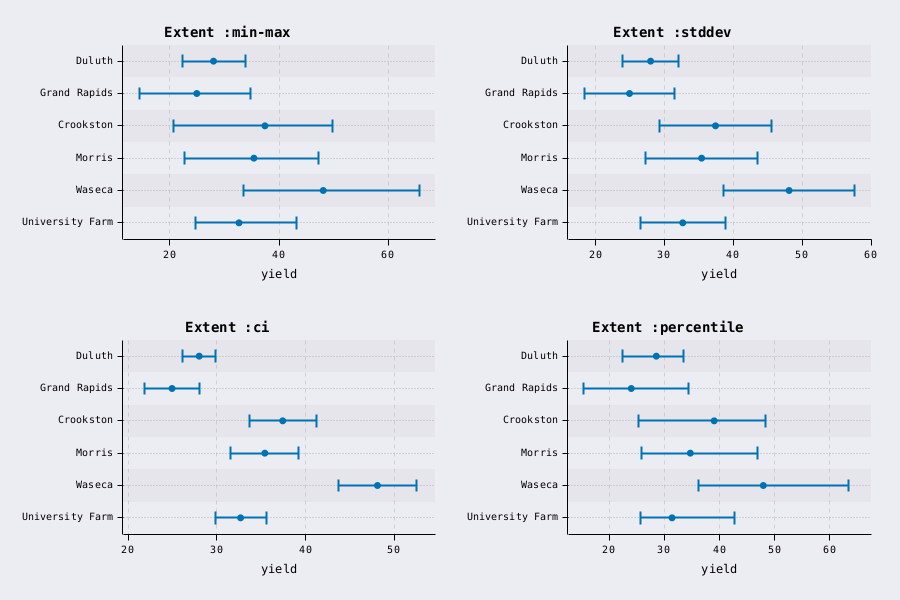 Extent :min-max
Duluth
Grand Rapids
Crookston
Morris
Waseca
University Farm
20 40 60
yield
Extent :stddev
Duluth
Grand Rapids
Crookston
Morris
Waseca
University Farm
20 30 40 50 60
yield
Extent :ci
Duluth
Grand Rapids
Crookston
Morris
Waseca
University Farm
20 30 40 50
yield
Extent :percentile
Duluth
Grand Rapids
Crookston
Morris
Waseca
University Farm
20 30 40 50 60
yield